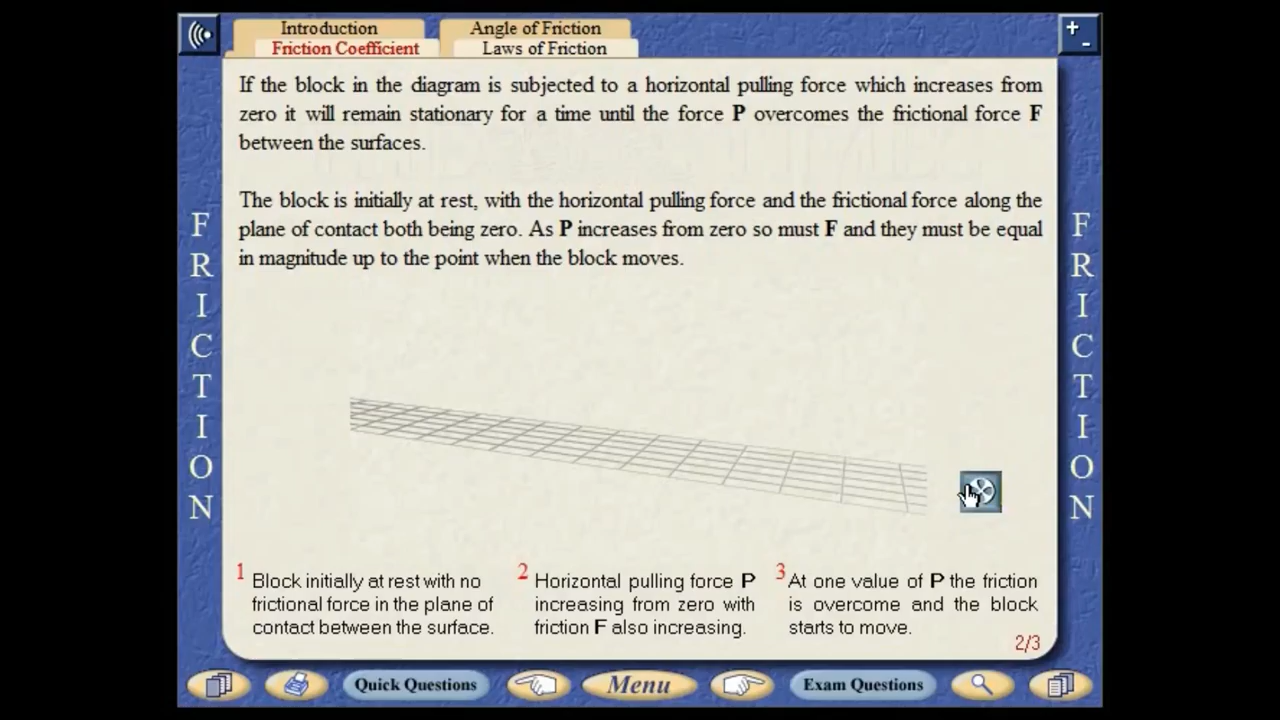 Introduction
Angle of Friction
Friction Coefficient
Laws of Friction
+
-
If the block in the diagram is subjected to a horizontal pulling force which increases from
zero it will remain stationary for a time until the force P overcomes the frictional force F
between the surfaces.
The block is initially at rest, with the horizontal pulling force and the frictional force along the
plane of contact both being zero. As P increases from zero so must F and they must be equal
in magnitude up to the point when the block moves.
FRICTION
FRICTION
1 Block initially at rest with no
frictional force in the plane of
contact between the surface.
2 Horizontal pulling force P
increasing from zero with
friction F also increasing.
3 At one value of P the friction
is overcome and the block
starts to move.
2/3
Quick Questions
Menu
Exam Questions